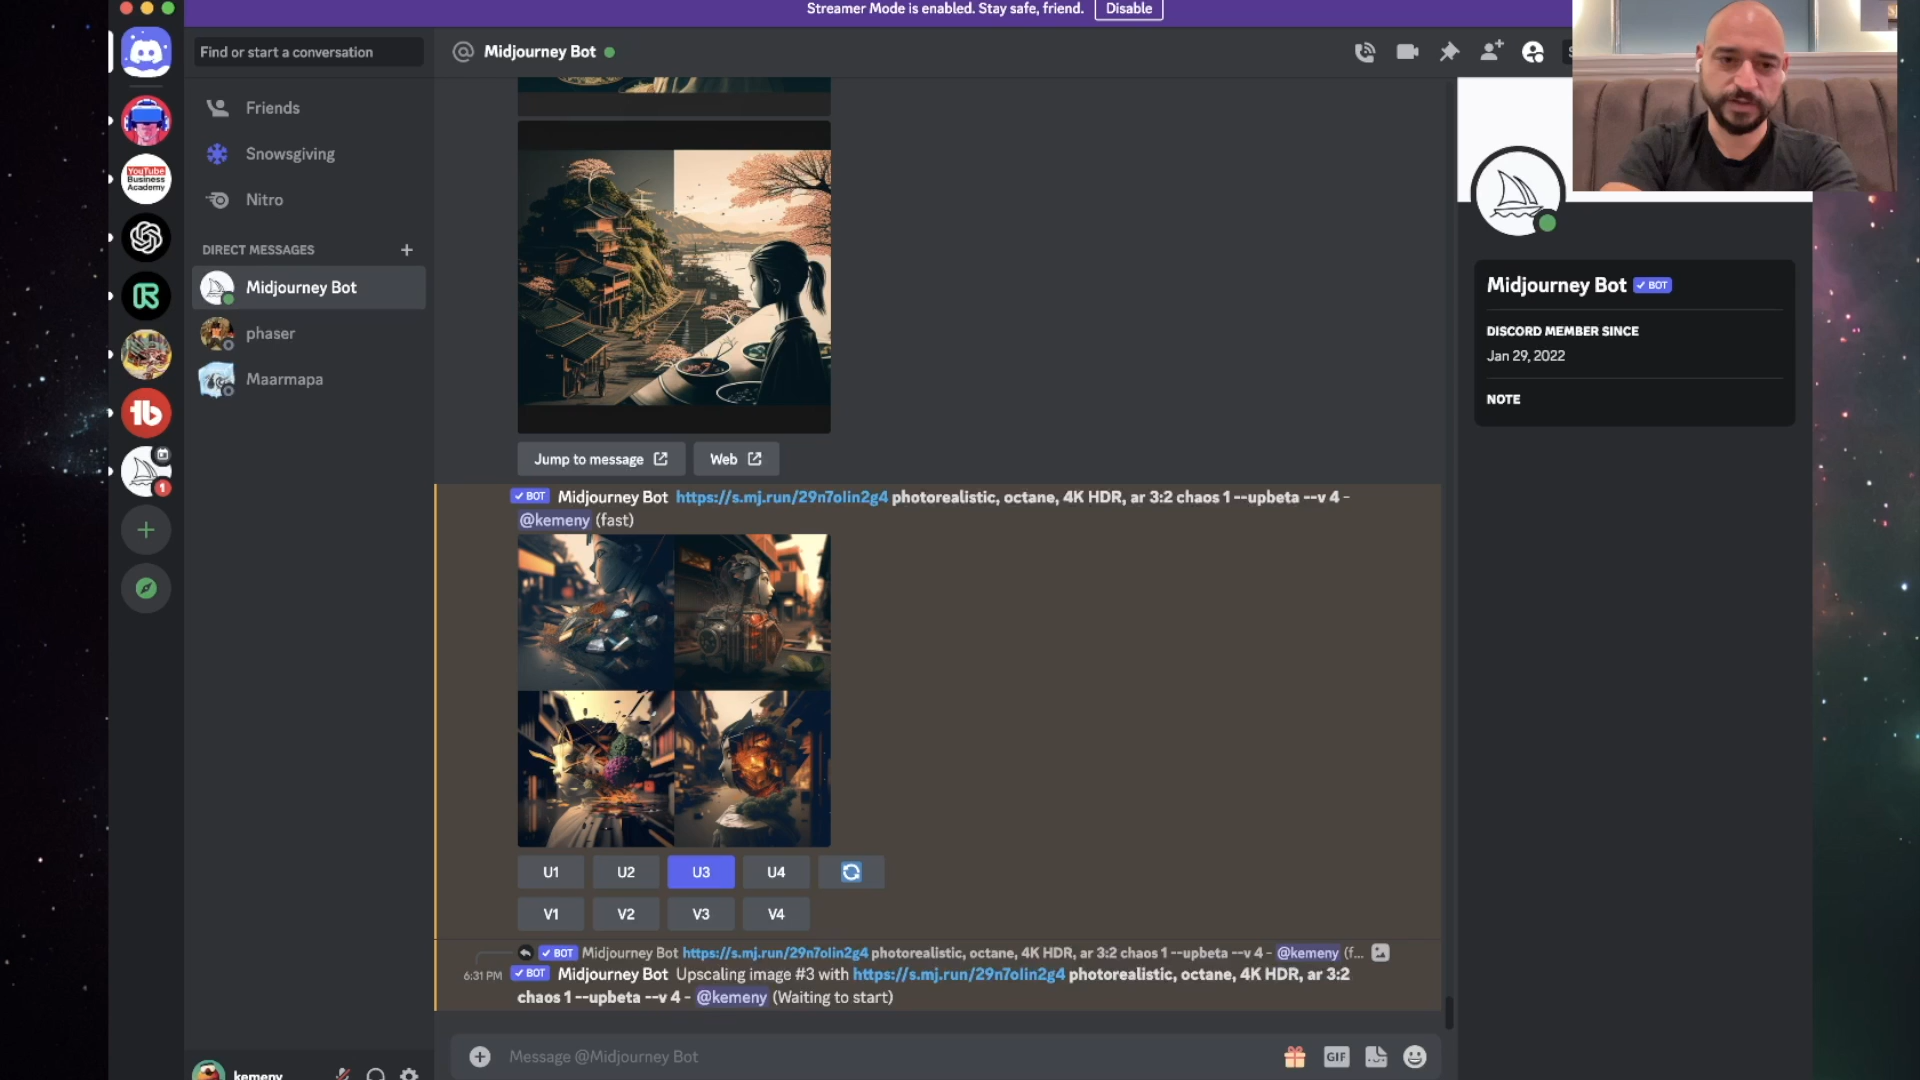 Streamer Mode is enabled. Stay safe, friend. Disable
Find or start a conversation
Midjourney Bot
Friends
Snowsgiving
Nitro
DIRECT MESSAGES
Midjourney Bot
phaser
Maarmapa
YouTube
Business
Academy
1
kemeny
Jump to message
Web
BOT Midjourney Bot https://s.mj.run/29n7olin2g4 photorealistic, octane, 4K HDR, ar 3:2 chaos 1 --upbeta --v 4 -
@kemeny (fast)
U1 U2 U3 U4
V1 V2 V3 V4
BOT Midjourney Bot https://s.mj.run/29n7olin2g4 photorealistic, octane, 4K HDR, ar 3:2 chaos 1 --upbeta --v 4 - @kemeny (f...
6:31 PM BOT Midjourney Bot Upscaling image #3 with https://s.mj.run/29n7olin2g4 photorealistic, octane, 4K HDR, ar 3:2
chaos 1 --upbeta --v 4 - @kemeny (Waiting to start)
Message @Midjourney Bot
GIF
Midjourney Bot BOT
DISCORD MEMBER SINCE
Jan 29, 2022
NOTE